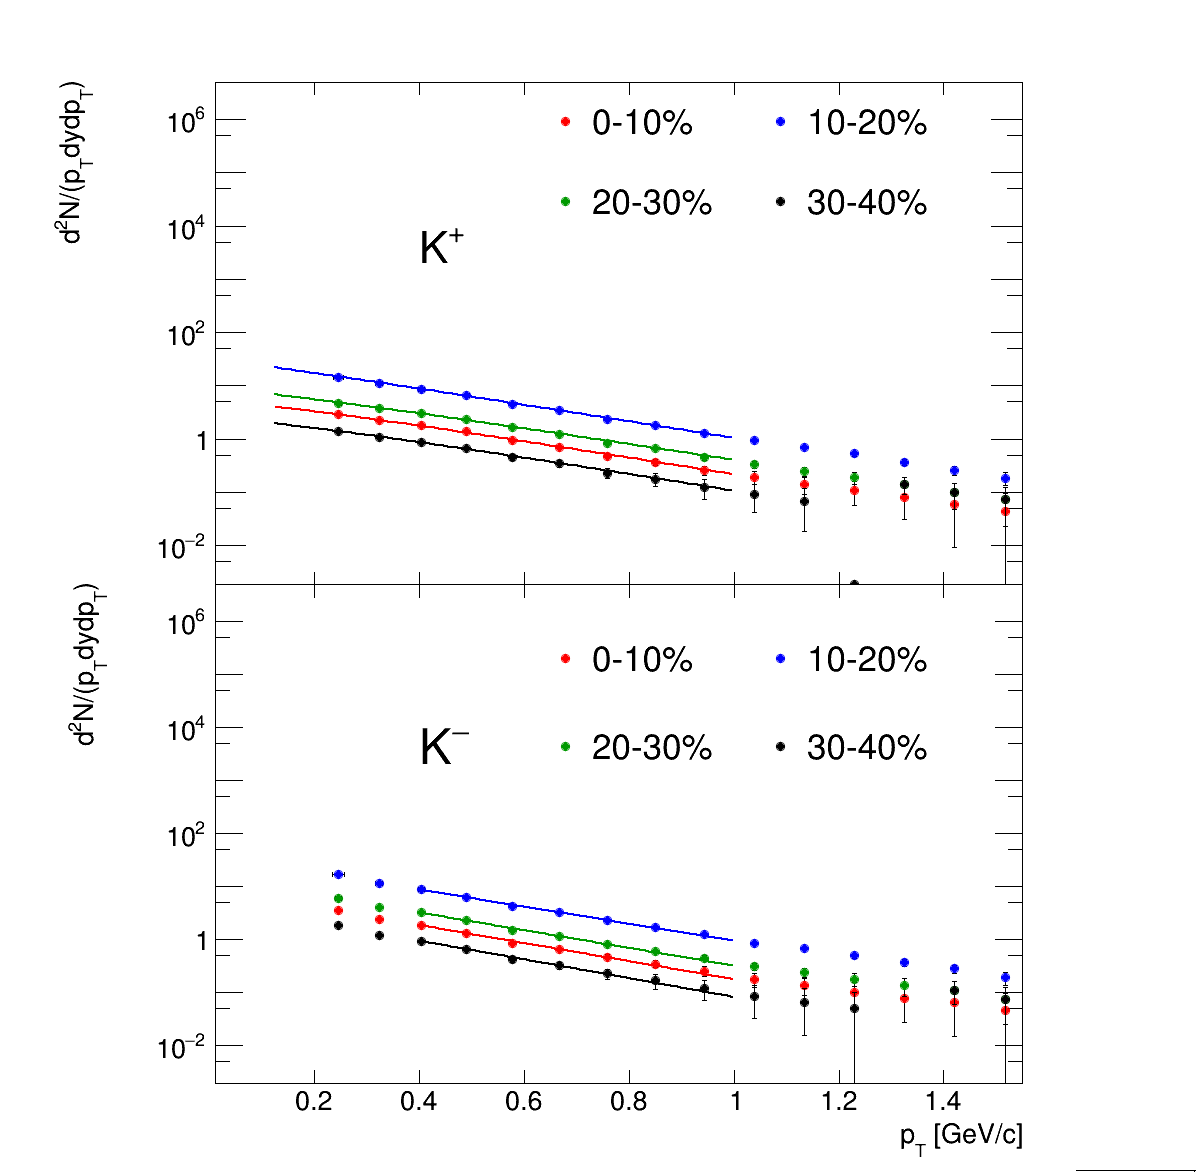 d²N/(p_T dydp_T)
10⁶
10⁴
10²
1
10⁻²
0-10% 10-20%
20-30% 30-40%
K⁺
d²N/(p_T dydp_T)
10⁶
10⁴
10²
1
10⁻²
0-10% 10-20%
20-30% 30-40%
K⁻
0.2 0.4 0.6 0.8 1 1.2 1.4
p_T [GeV/c]